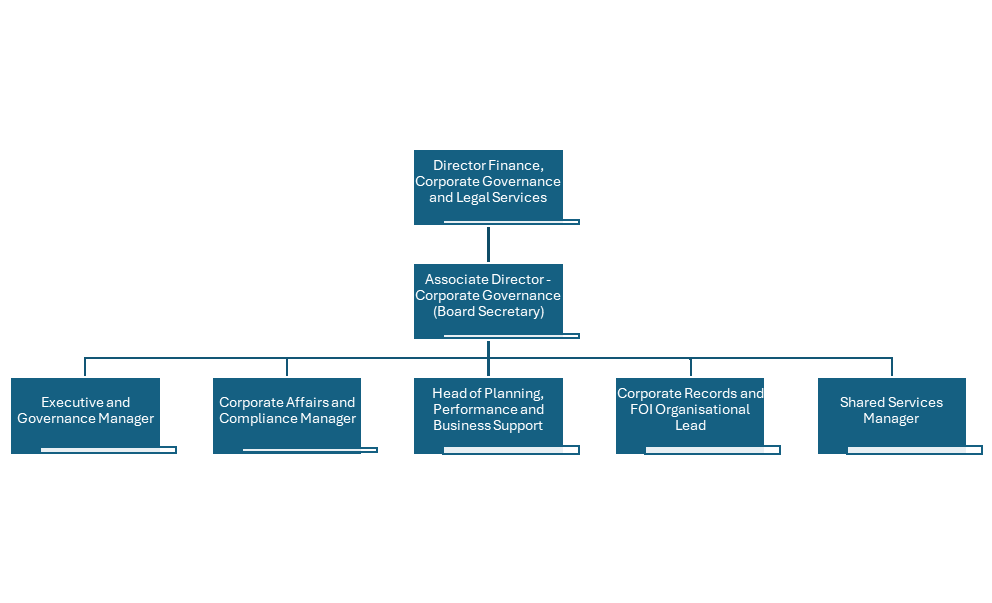 Director Finance,
Corporate Governance
and Legal Services
Associate Director -
Corporate Governance
(Board Secretary)
Executive and
Governance Manager
Corporate Affairs and
Compliance Manager
Head of Planning,
Performance and
Business Support
Corporate Records and
FOI Organisational
Lead
Shared Services
Manager